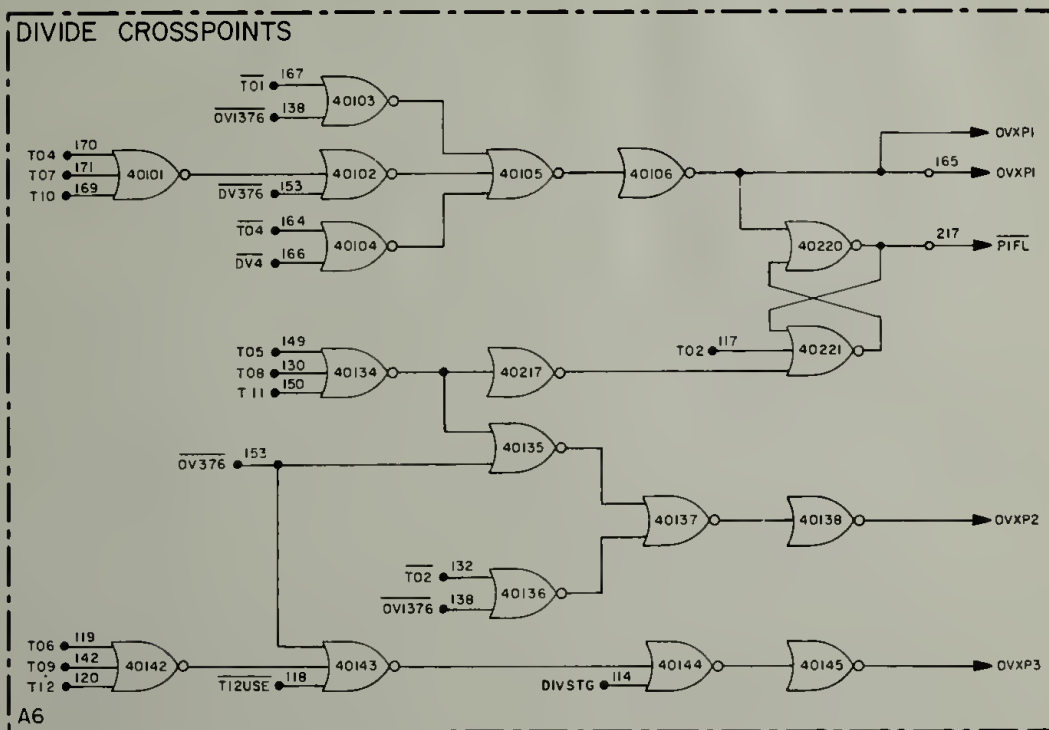 DIVIDE CROSSPOINTS
T01 167
OV1376 138
40103
T04 170
T07 171
T10 169
40101
40102
DV376 153
T04 164
DV4 166
40104
40105
40106
OVXP1
165 OVXP1
40220
217 PIFL
T02 117
40221
T05 149
T08 130
T11 150
40134
40217
40135
OV376 153
40137
40138
OVXP2
T02 132
OV1376 138
40136
T06 119
T09 142
T12 120
40142
T12USE 118
40143
DIVSTG 114
40144
40145
OVXP3
A6